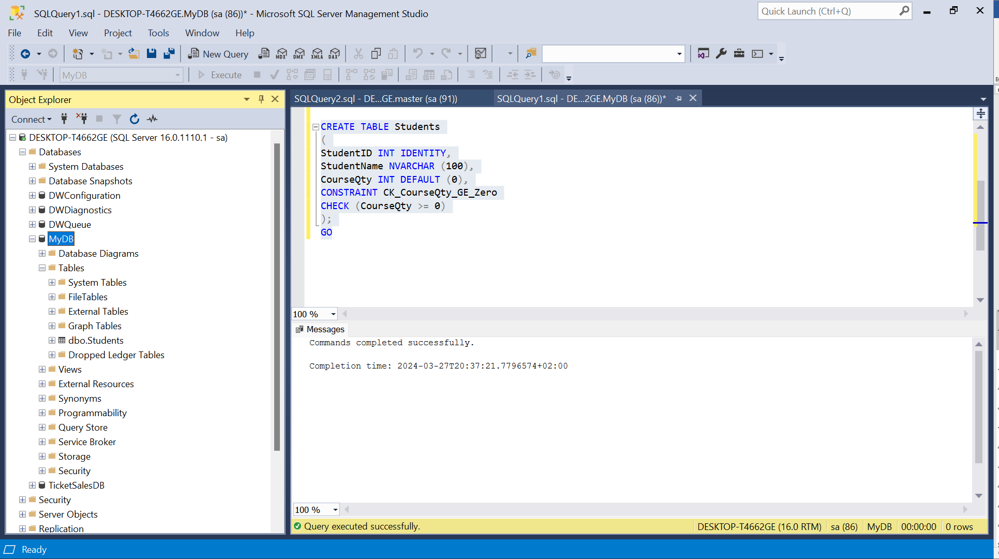 SQLQuery1.sql - DESKTOP-T4662GE.MyDB (sa (86))* - Microsoft SQL Server Management Studio
Quick Launch (Ctrl+Q)
File Edit View Project Tools Window Help
New Query MDX DMX XMLA DAX
MyDB Execute
Object Explorer
Connect
DESKTOP-T4662GE (SQL Server 16.0.1110.1 - sa)
Databases
System Databases
Database Snapshots
DWConfiguration
DWDiagnostics
DWQueue
MyDB
Database Diagrams
Tables
System Tables
FileTables
External Tables
Graph Tables
dbo.Students
Dropped Ledger Tables
Views
External Resources
Synonyms
Programmability
Query Store
Service Broker
Storage
Security
TicketSalesDB
Security
Server Objects
Replication
SQLQuery2.sql - DE...GE.master (sa (91))
SQLQuery1.sql - DE...2GE.MyDB (sa (86))*
CREATE TABLE Students
(
StudentID INT IDENTITY,
StudentName NVARCHAR (100),
CourseQty INT DEFAULT (0),
CONSTRAINT CK_CourseQty_GE_Zero
CHECK (CourseQty >= 0)
);
GO
100 %
Messages
Commands completed successfully.
Completion time: 2024-03-27T20:37:21.7796574+02:00
100 %
Query executed successfully.
DESKTOP-T4662GE (16.0 RTM) sa (86) MyDB 00:00:00 0 rows
Ready